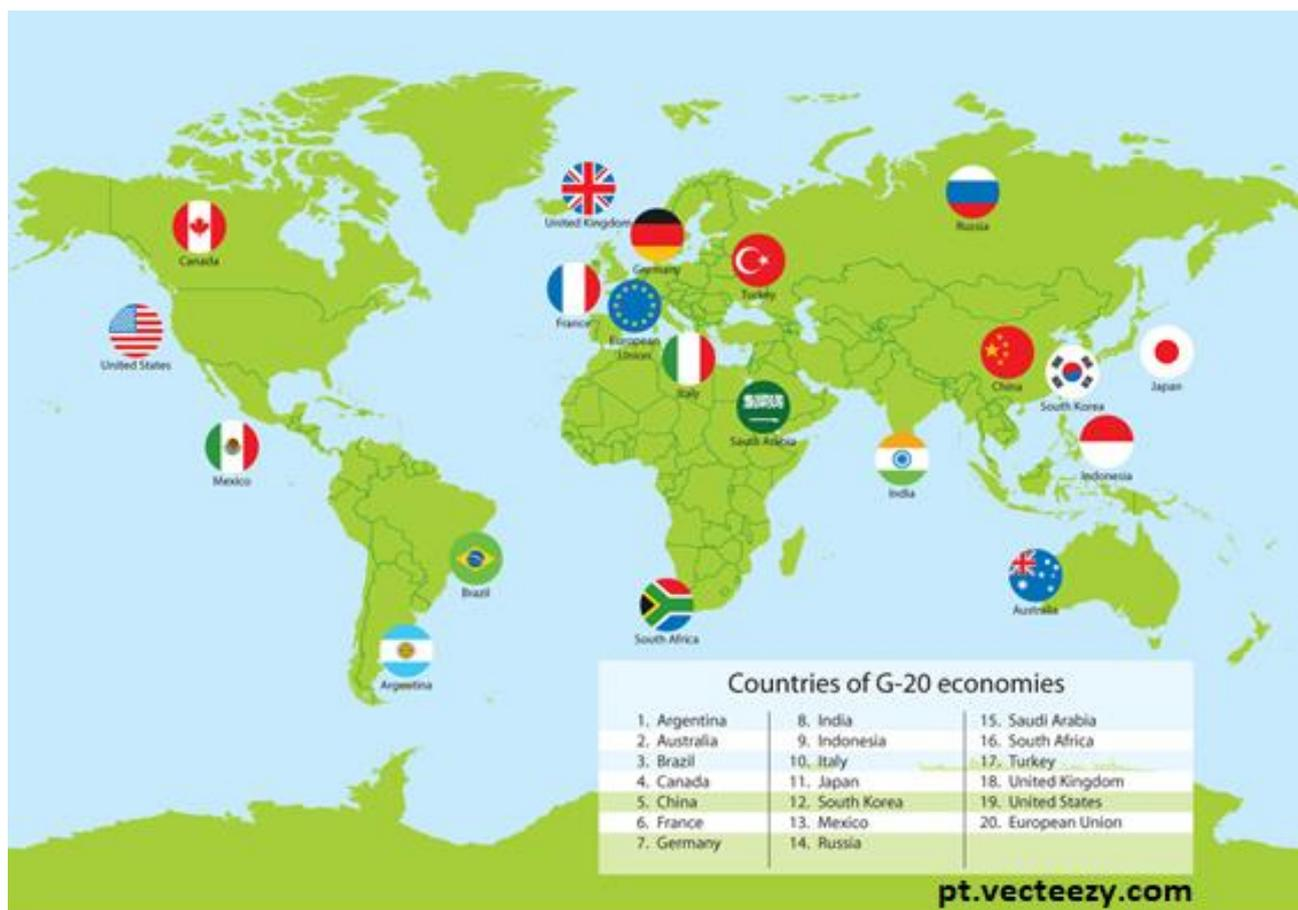 Canada
United States
Mexico
Brazil
Argentina
United Kingdom
Germany
France
European
Union
Turkey
Italy
Saudi Arabia
South Africa
Russia
China
South Korea
Japan
India
Indonesia
Australia
Countries of G-20 economies
1. Argentina
2. Australia
3. Brazil
4. Canada
5. China
6. France
7. Germany
8. India
9. Indonesia
10. Italy
11. Japan
12. South Korea
13. Mexico
14. Russia
15. Saudi Arabia
16. South Africa
17. Turkey
18. United Kingdom
19. United States
20. European Union
pt.vecteezy.com